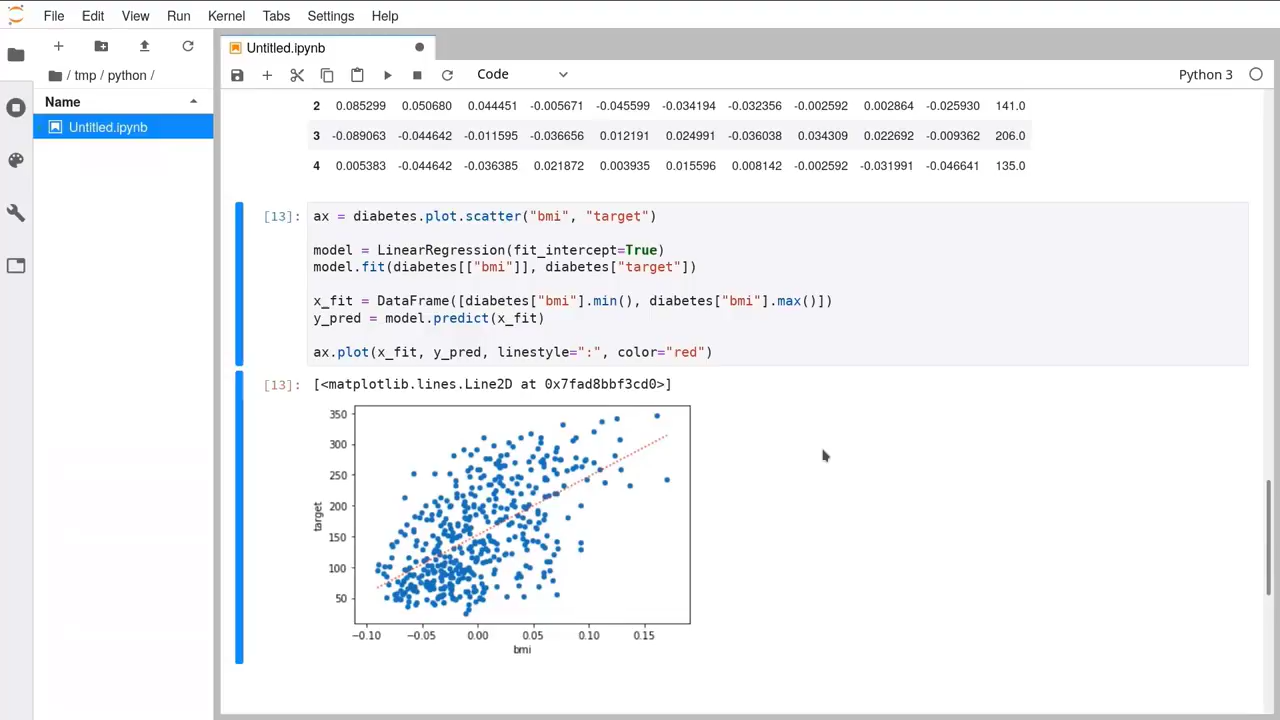 File Edit View Run Kernel Tabs Settings Help
Untitled.ipynb
Code
Python 3
/ tmp / python /
Name
Untitled.ipynb
2 0.085299 0.050680 0.044451 -0.005671 -0.045599 -0.034194 -0.032356 -0.002592 0.002864 -0.025930 141.0
3 -0.089063 -0.044642 -0.011595 -0.036656 0.012191 0.024991 -0.036038 0.034309 0.022692 -0.009362 206.0
4 0.005383 -0.044642 -0.036385 0.021872 0.003935 0.015596 0.008142 -0.002592 -0.031991 -0.046641 135.0
[13]: ax = diabetes.plot.scatter("bmi", "target")
model = LinearRegression(fit_intercept=True)
model.fit(diabetes[["bmi"]], diabetes["target"])
x_fit = DataFrame([diabetes["bmi"].min(), diabetes["bmi"].max()])
y_pred = model.predict(x_fit)
ax.plot(x_fit, y_pred, linestyle=":", color="red")
[13]: [<matplotlib.lines.Line2D at 0x7fad8bbf3cd0>]
350
300
250
200
150
100
50
target
−0.10 −0.05 0.00 0.05 0.10 0.15
bmi